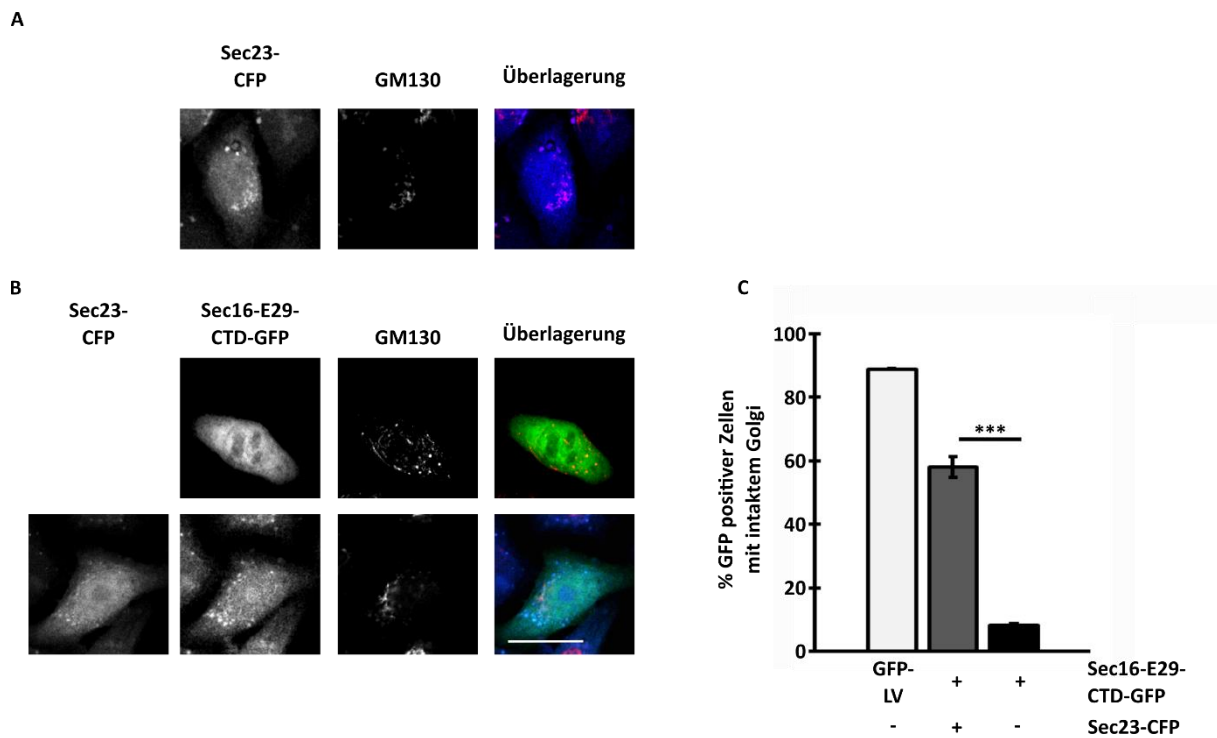 A
Sec23-
CFP
GM130
Überlagerung
B
Sec23-
CFP
Sec16-E29-
CTD-GFP
GM130
Überlagerung
C
% GFP positiver Zellen
mit intaktem Golgi
100
80
60
40
20
0
***
GFP-
LV
+
+
Sec16-E29-
CTD-GFP
-
+
-
Sec23-CFP